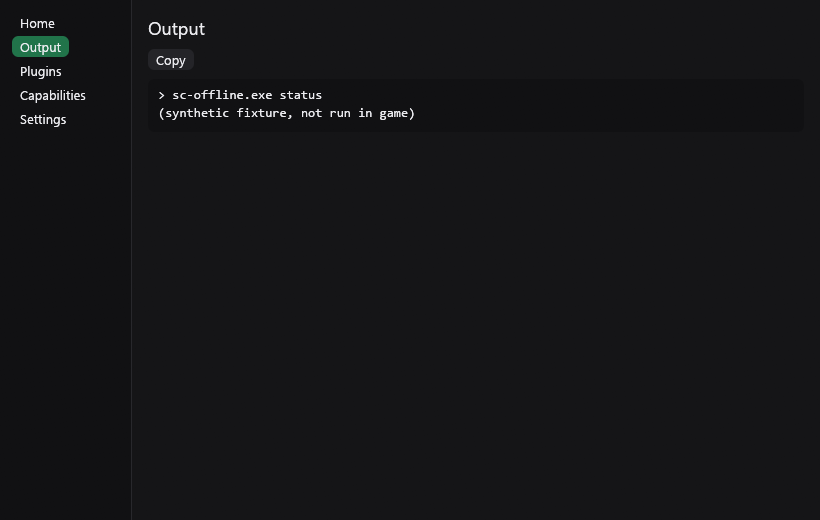 Home
Output
Plugins
Capabilities
Settings
Output
Copy
> sc-offline.exe status
(synthetic fixture, not run in game)